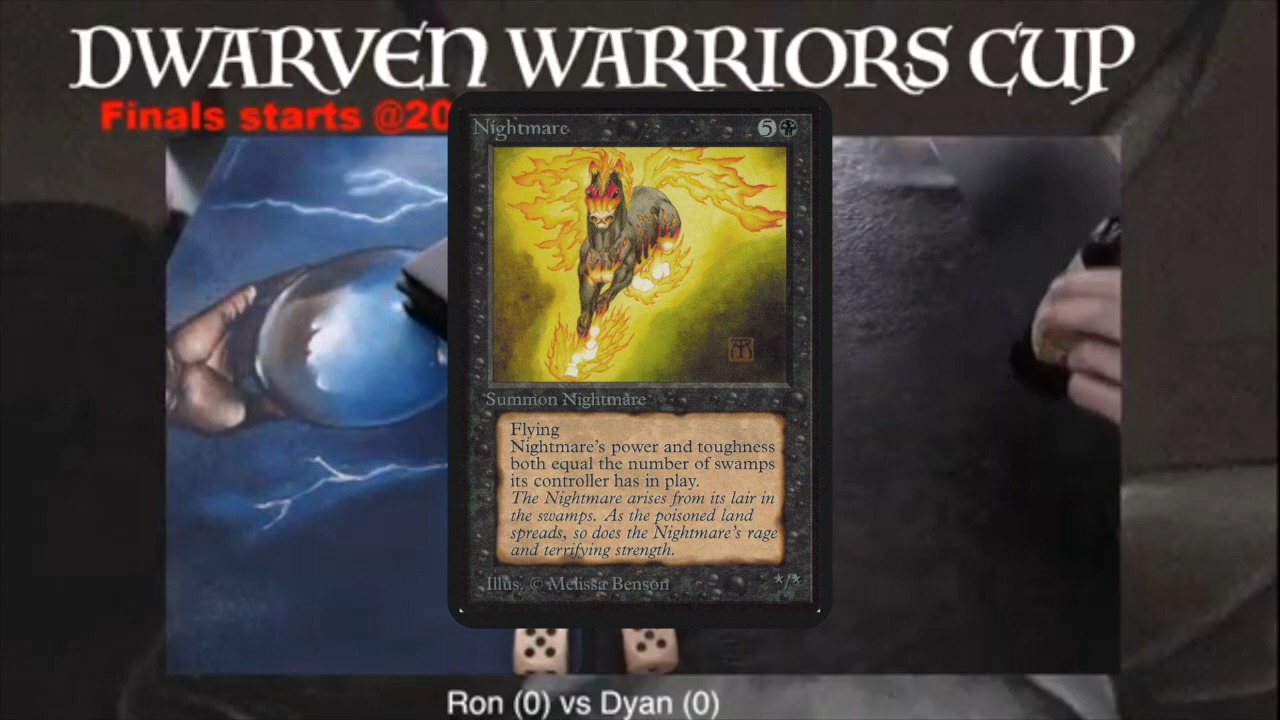 DWARVEN WARRIORS CUP
Finals starts @20
Nightmare 5
Summon Nightmare
Flying
Nightmare's power and toughness
both equal the number of swamps
its controller has in play.
The Nightmare arises from its lair in
the swamps. As the poisoned land
spreads, so does the Nightmare's rage
and terrifying strength.
Illus. © Melissa Benson */*
Ron (0) vs Dyan (0)